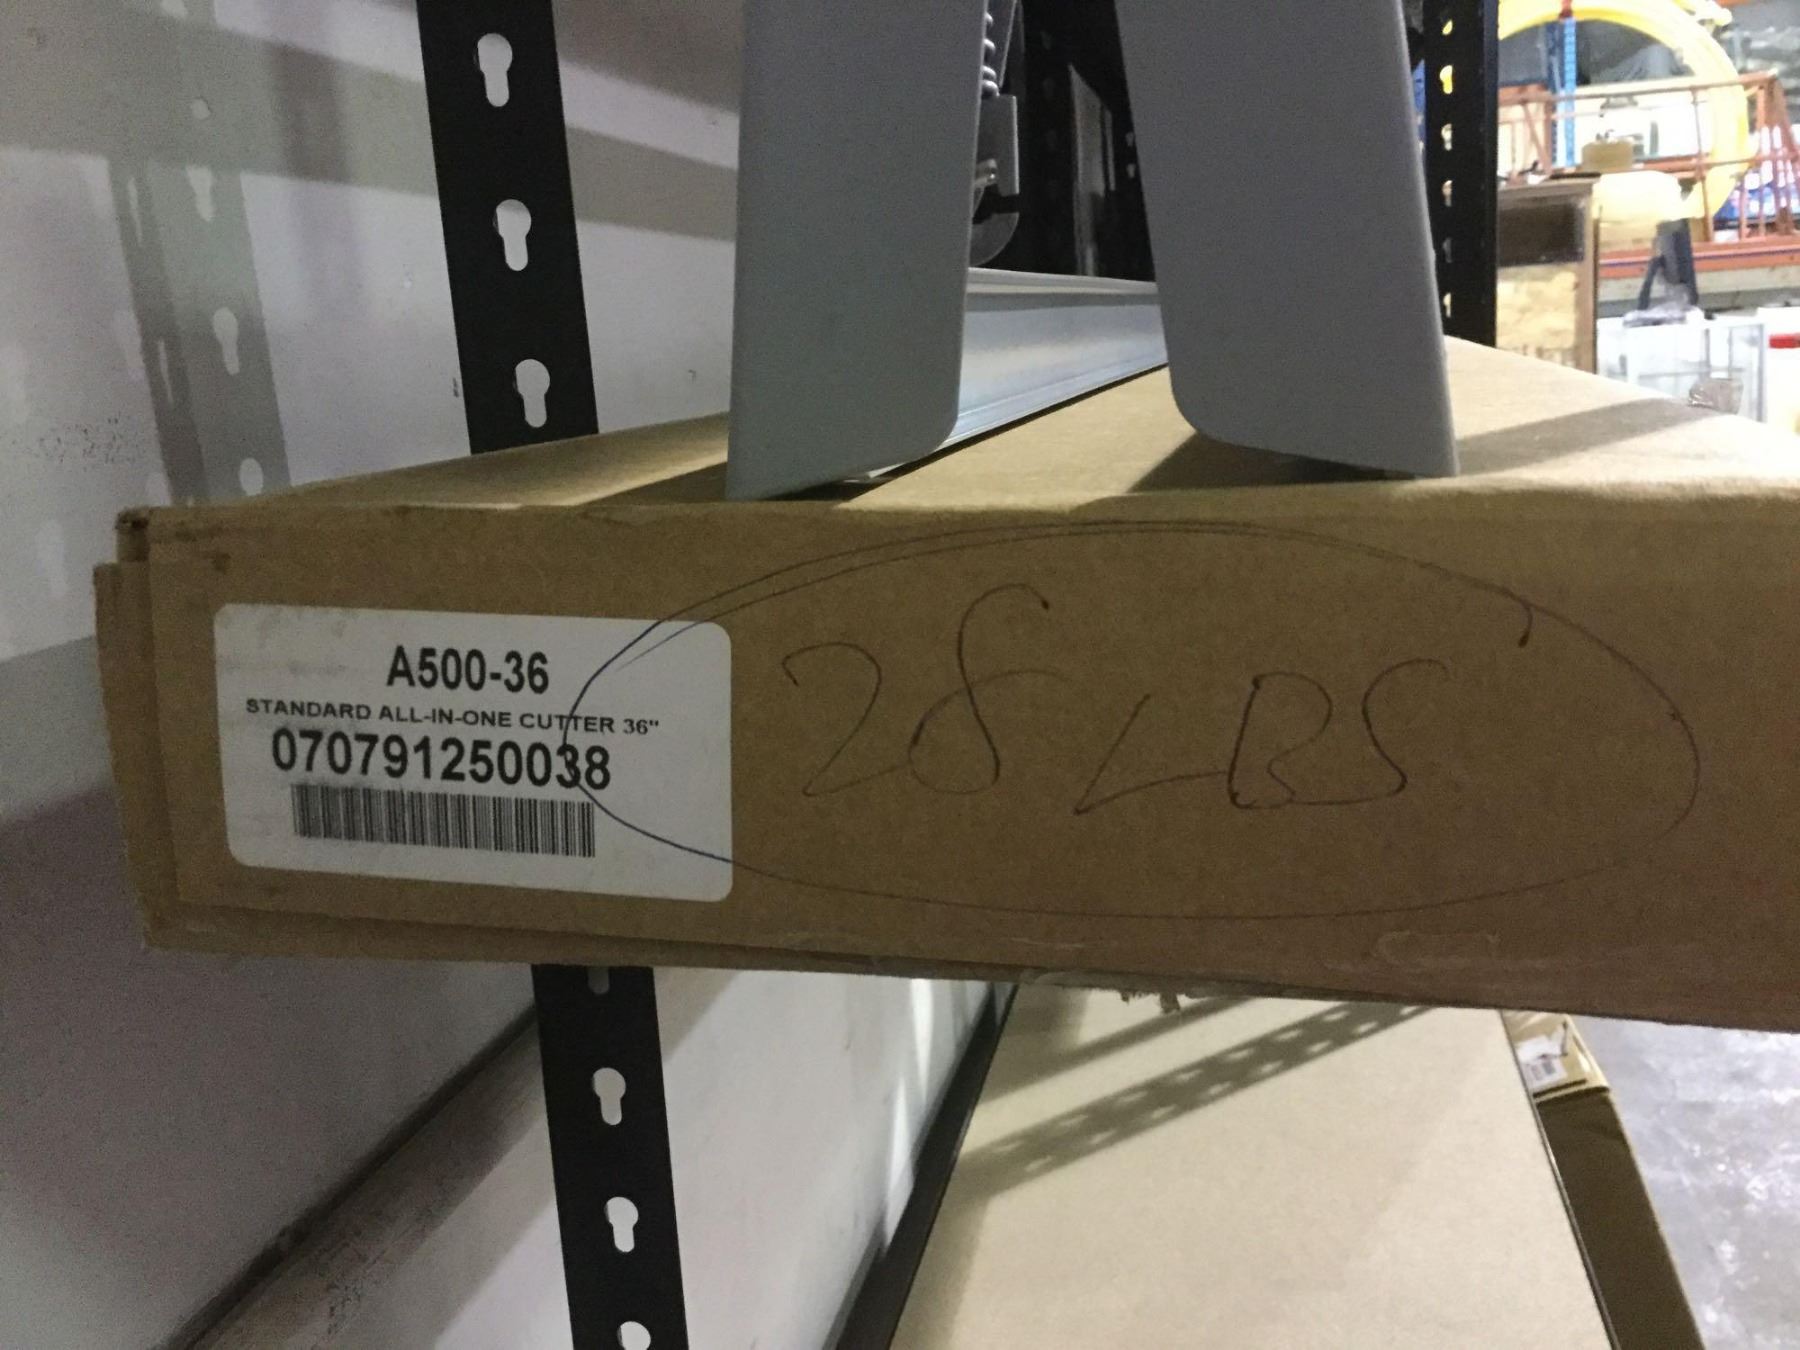 A500-36
STANDARD ALL-IN-ONE CUTTER 36"
070791250038
28 LBS